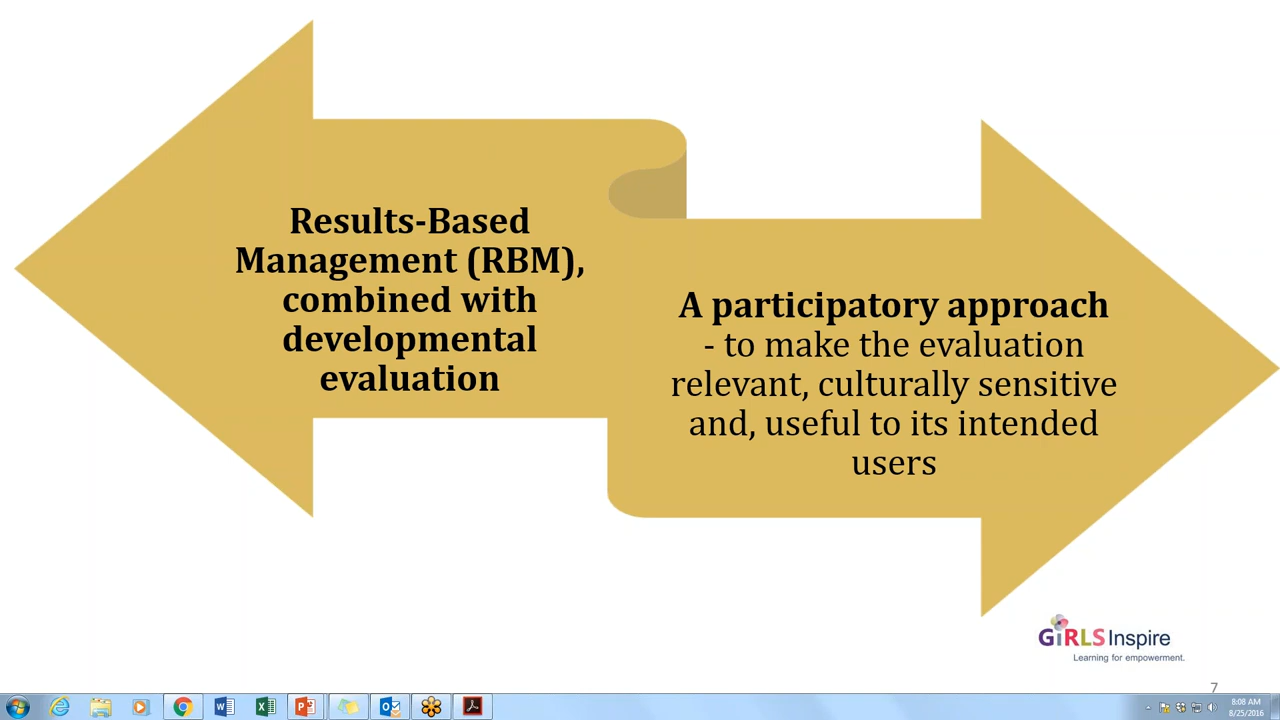 Results-Based
Management (RBM),
combined with
developmental
evaluation
A participatory approach
- to make the evaluation
relevant, culturally sensitive
and, useful to its intended
users
GiRLS Inspire
Learning for empowerment.
7
8:08 AM
8/25/2016